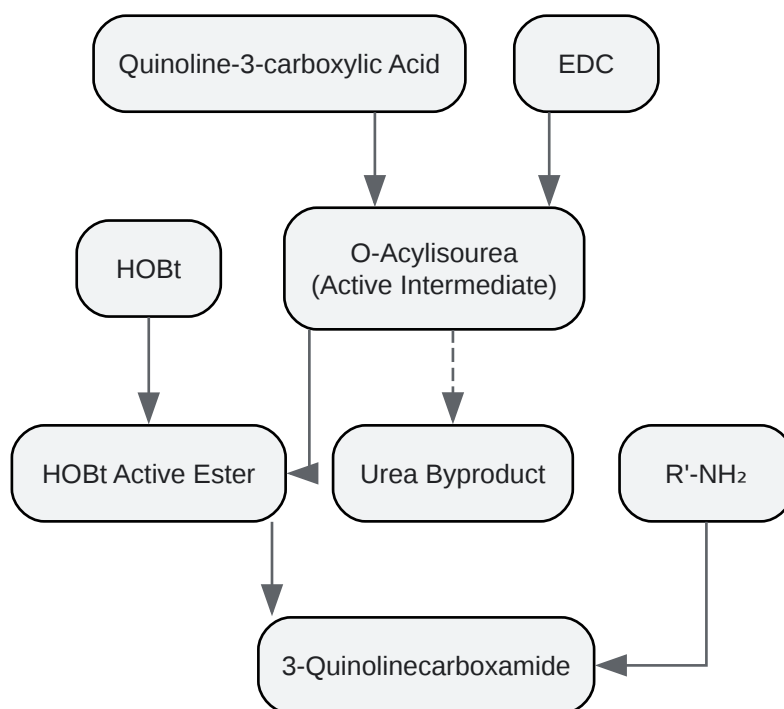 Quinoline-3-carboxylic Acid
EDC
HOBt
O-Acylisourea
(Active Intermediate)
HOBt Active Ester
Urea Byproduct
R'-NH₂
3-Quinolinecarboxamide